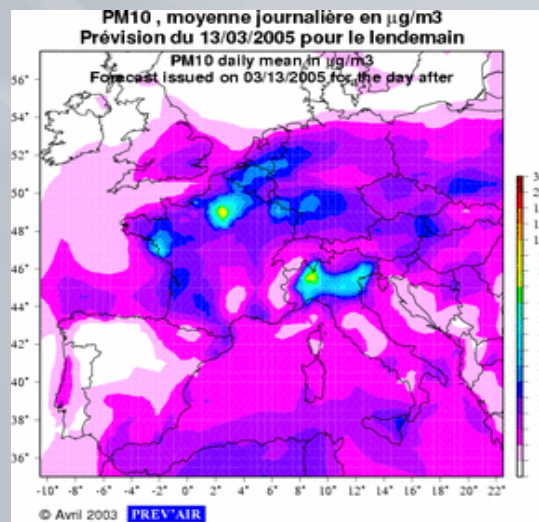 PM10 , moyenne journalière en µg/m3
Prévision du 13/03/2005 pour le lendemain
PM10 daily mean in µg/m3
Forecast issued on 03/13/2005 for the day after
56°
54°
52°
50°
48°
46°
44°
42°
40°
38°
36°
-10° -8° -6° -4° -2° 0° 2° 4° 6° 8° 10° 12° 14° 16° 18° 20° 22°
© Avril 2003 PREV'AIR